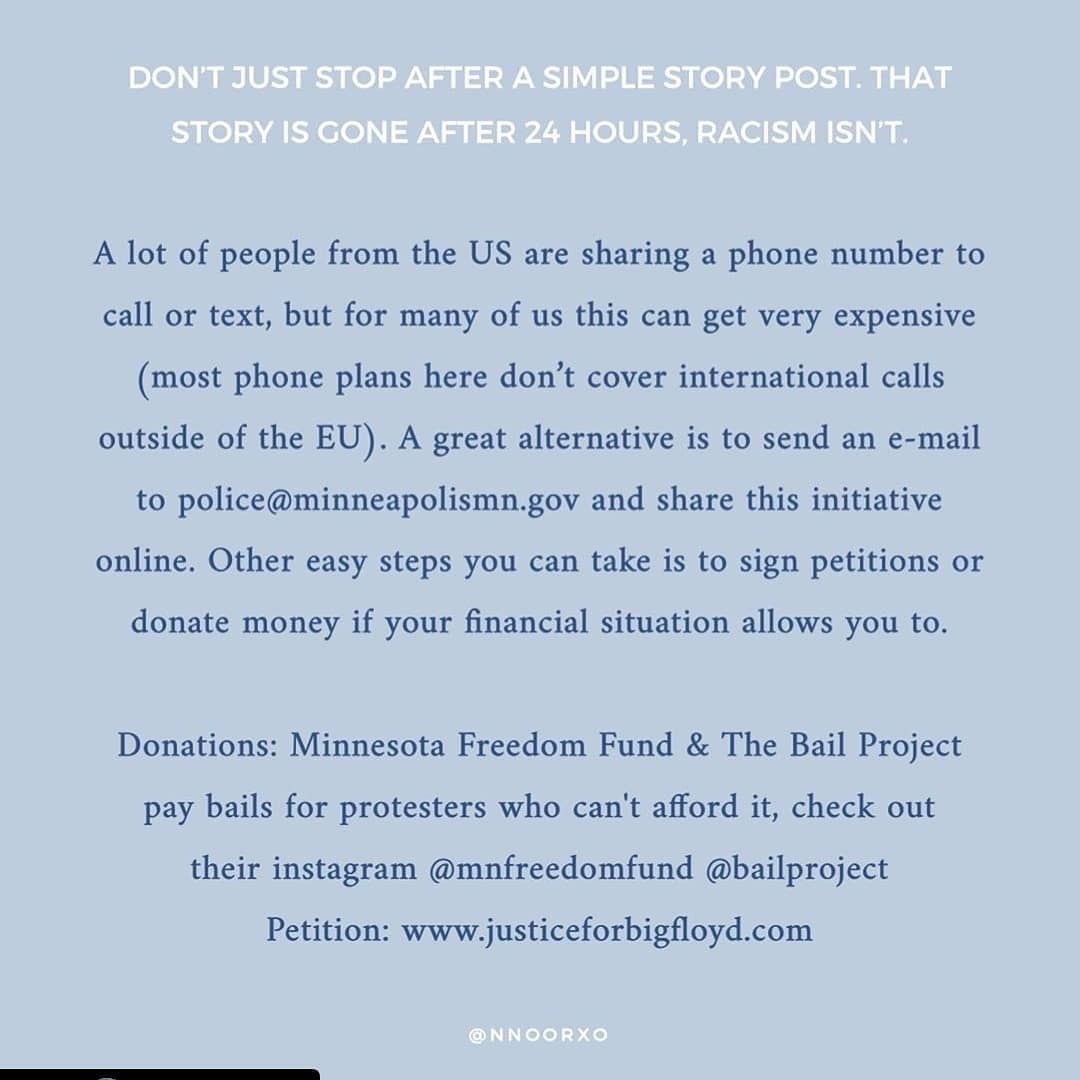 DON’T JUST STOP AFTER A SIMPLE STORY POST. THAT
STORY IS GONE AFTER 24 HOURS, RACISM ISN’T.
A lot of people from the US are sharing a phone number to
call or text, but for many of us this can get very expensive
(most phone plans here don’t cover international calls
outside of the EU). A great alternative is to send an e-mail
to police@minneapolismn.gov and share this initiative
online. Other easy steps you can take is to sign petitions or
donate money if your financial situation allows you to.
Donations: Minnesota Freedom Fund & The Bail Project
pay bails for protesters who can't afford it, check out
their instagram @mnfreedomfund @bailproject
Petition: www.justiceforbigfloyd.com
@NNOORXO